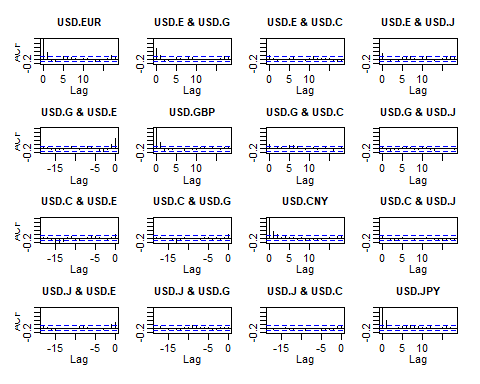 USD.EUR USD.E & USD.G USD.E & USD.C USD.E & USD.J
ACF -0.2 -0.2 -0.2 -0.2
0 5 15 0 5 10 0 5 10 0 5 10
Lag Lag Lag Lag
USD.G & USD.E USD.GBP USD.G & USD.C USD.G & USD.J
ACF -0.2 -0.2 -0.2 -0.2
-15 -5 0 0 5 10 0 5 10 0 5 10
Lag Lag Lag Lag
USD.C & USD.E USD.C & USD.G USD.CNY USD.C & USD.J
ACF -0.2 -0.2 -0.2 -0.2
-15 -5 0 -15 -5 0 0 5 10 0 5 10
Lag Lag Lag Lag
USD.J & USD.E USD.J & USD.G USD.J & USD.C USD.JPY
ACF -0.2 -0.2 -0.2 -0.2
-15 -5 0 -15 -5 0 -15 -5 0 0 5 10
Lag Lag Lag Lag